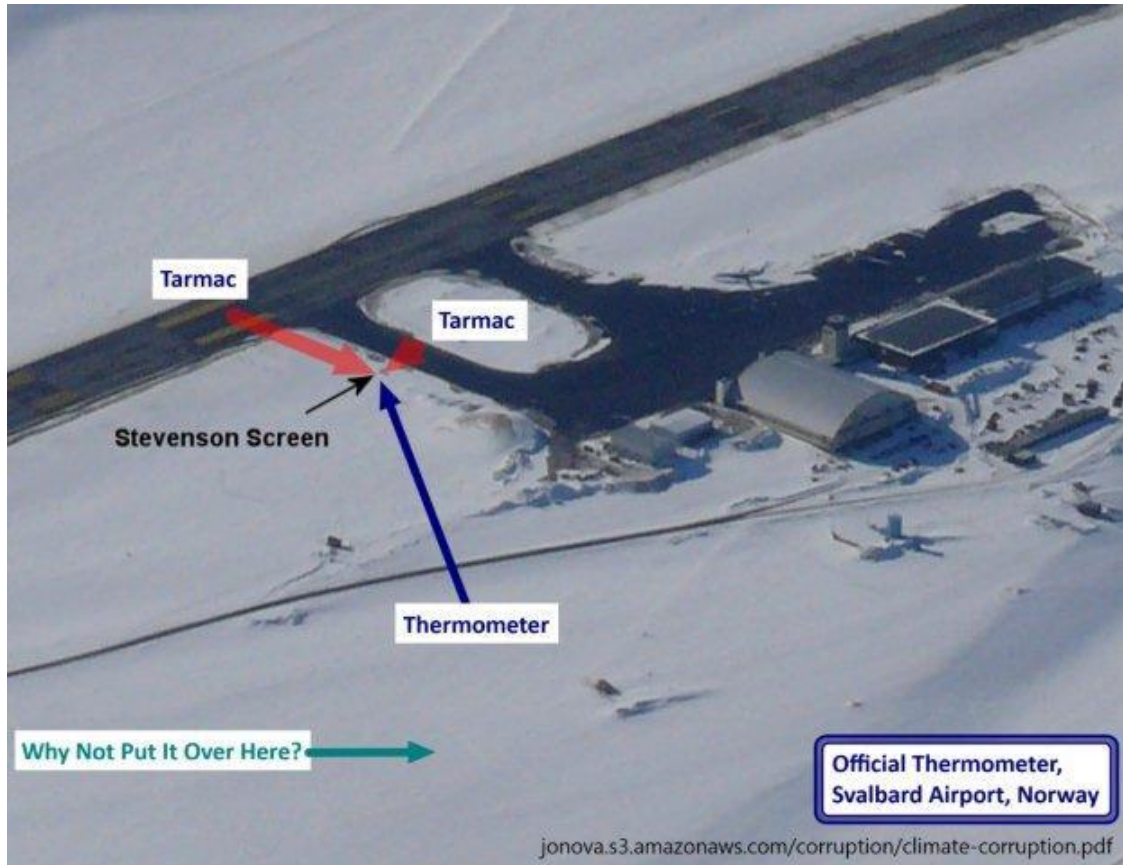 Tarmac
Tarmac
Stevenson Screen
Thermometer
Why Not Put It Over Here?
Official Thermometer,
Svalbard Airport, Norway
jonova.s3.amazonaws.com/corruption/climate-corruption.pdf